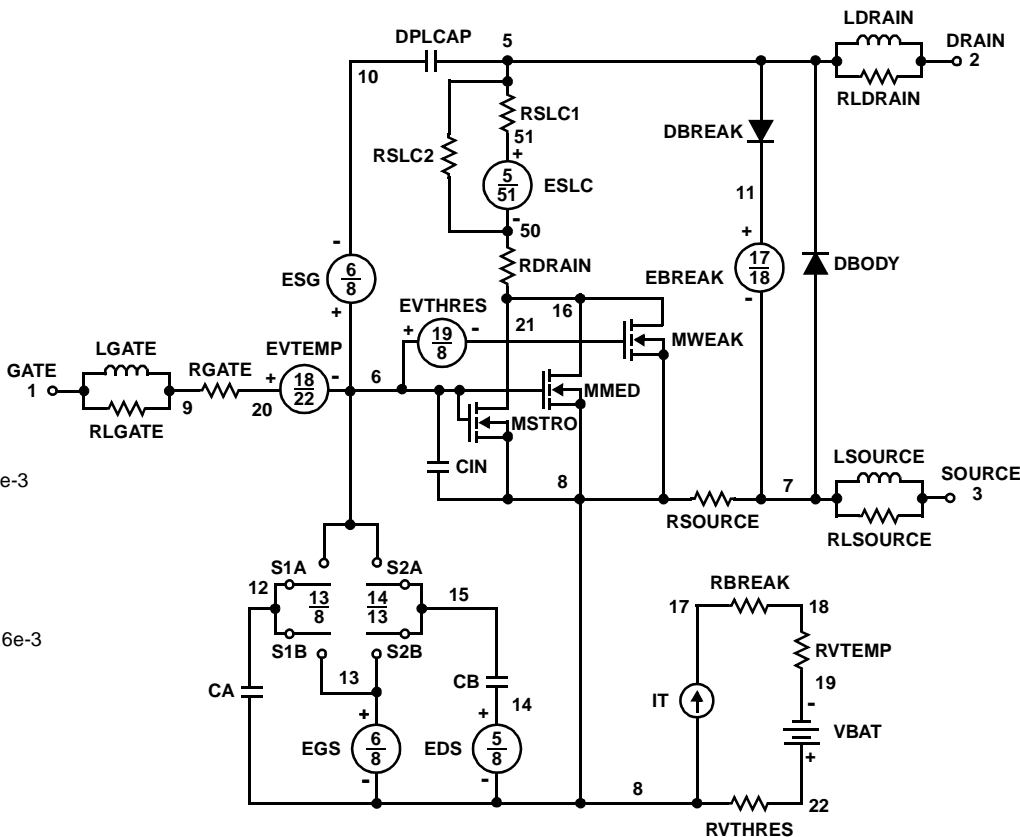 LDRAIN
DPLCAP 5 DRAIN
2
10
RLDRAIN
RSLC1
51
DBREAK
RSLC2
+
5
51
ESLC
11
-
50
-
+
17
18
RDRAIN
6
8
ESG
EBREAK
DBODY
EVTHRES
16
-
+
21
+
-
19
8
MWEAK
LGATE
EVTEMP
GATE
1
RGATE
+
18
22
-
6
MMED
9
20
RLGATE
MSTRO
LSOURCE
CIN
8
7
SOURCE
3
e-3
RSOURCE
RLSOURCE
S1A
S2A
12
13
8
14
13
15
RBREAK
17
18
6e-3
S1B
S2B
RVTEMP
13
CB
19
CA
14
IT
-
VBAT
+
+
EGS
6
8
EDS
5
8
-
-
+
8
22
RVTHRES